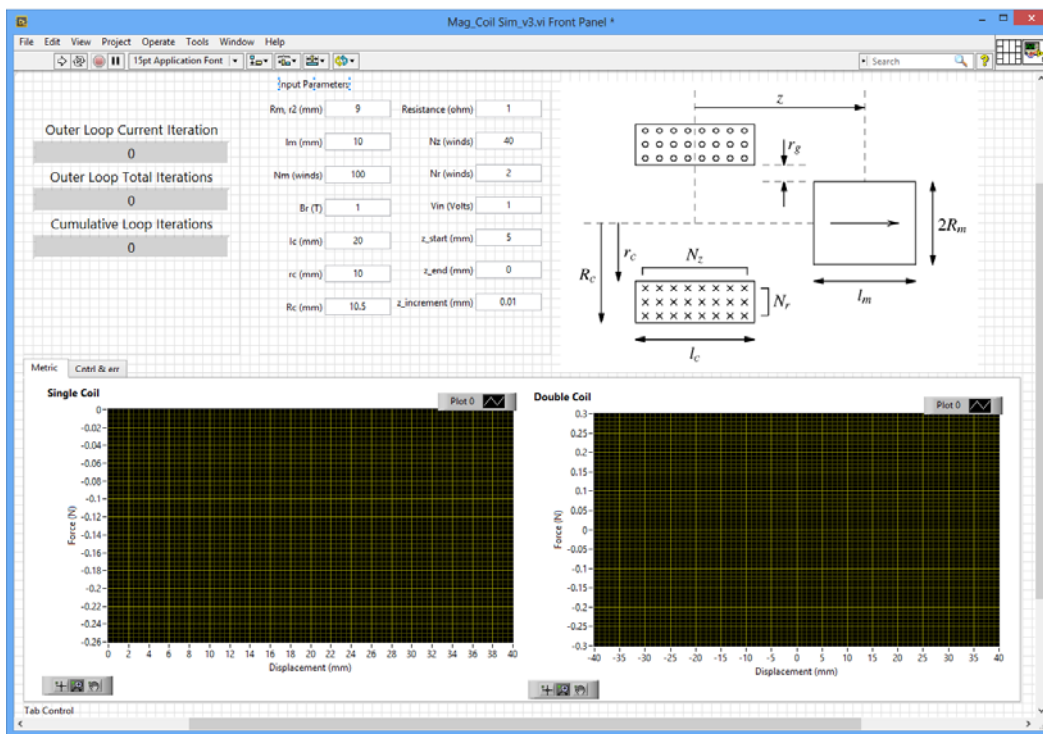 Mag_Coil Sim_v3.vi Front Panel *
File Edit View Project Operate Tools Window Help
15pt Application Font
Search
Input Parameters
Outer Loop Current Iteration
0
Outer Loop Total Iterations
0
Cumulative Loop Iterations
0
Rm, r2 (mm) 9 Resistance (ohm) 1
lm (mm) 10 Nz (winds) 40
Nm (winds) 100 Nr (winds) 2
Br (T) 1 Vin (Volts) 1
lc (mm) 20 z_start (mm) 5
rc (mm) 10 z_end (mm) 0
Rc (mm) 10.5 z_increment (mm) 0.01
z
r_g
2R_m
r_c
R_c
N_z
N_r
l_m
l_c
Metric Cntrl & err
Single Coil
Plot 0
0
-0.02
-0.04
-0.06
-0.08
-0.1
-0.12
-0.14
-0.16
-0.18
-0.2
-0.22
-0.24
-0.26
Force (N)
0 2 4 6 8 10 12 14 16 18 20 22 24 26 28 30 32 34 36 38 40
Displacement (mm)
Double Coil
Plot 0
0.3
0.25
0.2
0.15
0.1
0.05
0
-0.05
-0.1
-0.15
-0.2
-0.25
-0.3
Force (N)
-40 -35 -30 -25 -20 -15 -10 -5 0 5 10 15 20 25 30 35 40
Displacement (mm)
Tab Control